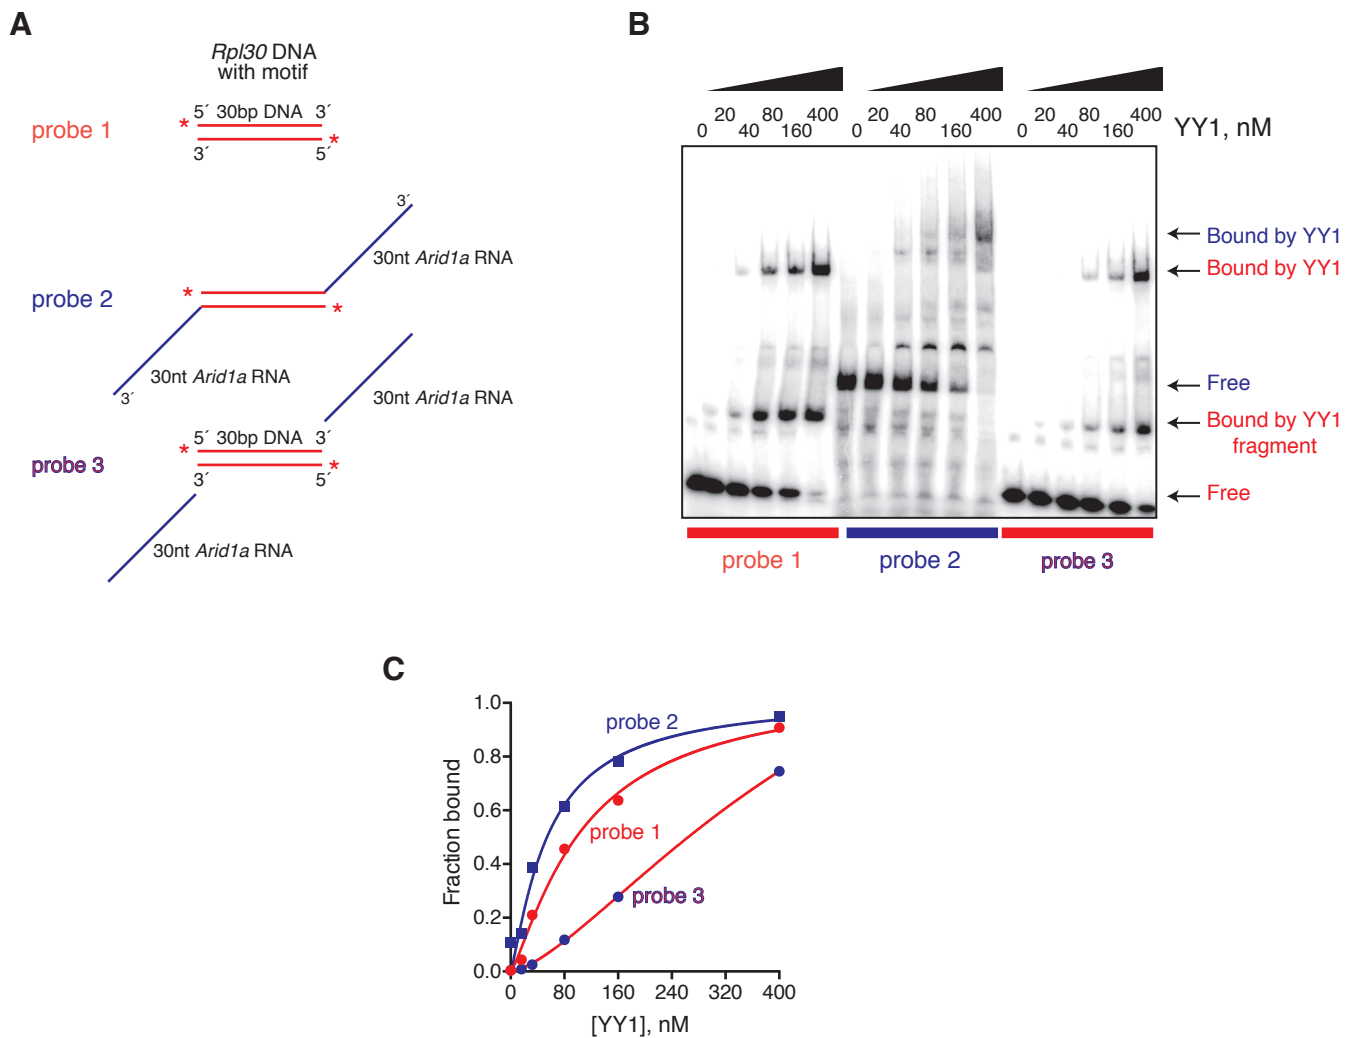 A
Rpl30 DNA
with motif
5´ 30bp DNA 3´
probe 1
*
*
3´ 5´
3´
30nt Arid1a RNA
probe 2
*
*
30nt Arid1a RNA
3´
30nt Arid1a RNA
5´ 30bp DNA 3´
probe 3
*
*
3´ 5´
30nt Arid1a RNA
B
20 80 400 20 80 400 20 80 400
0 40 160 0 40 160 0 40 160
YY1, nM
Bound by YY1
Bound by YY1
Free
Bound by YY1
fragment
Free
probe 1 probe 2 probe 3
C
Fraction bound
1.0
0.8
0.6
0.4
0.2
0.0
probe 2
probe 1
probe 3
0 80 160 240 320 400
[YY1], nM